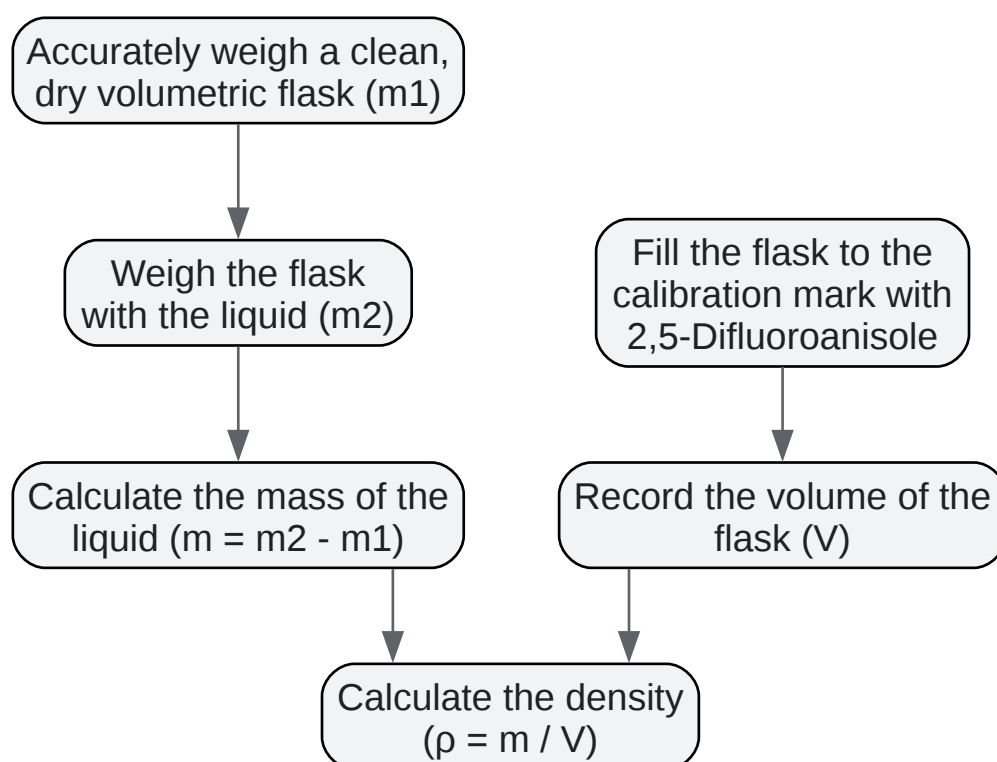 Accurately weigh a clean,
dry volumetric flask (m1)
Weigh the flask
with the liquid (m2)
Fill the flask to the
calibration mark with
2,5-Difluoroanisole
Calculate the mass of the
liquid (m = m2 - m1)
Record the volume of the
flask (V)
Calculate the density
(ρ = m / V)